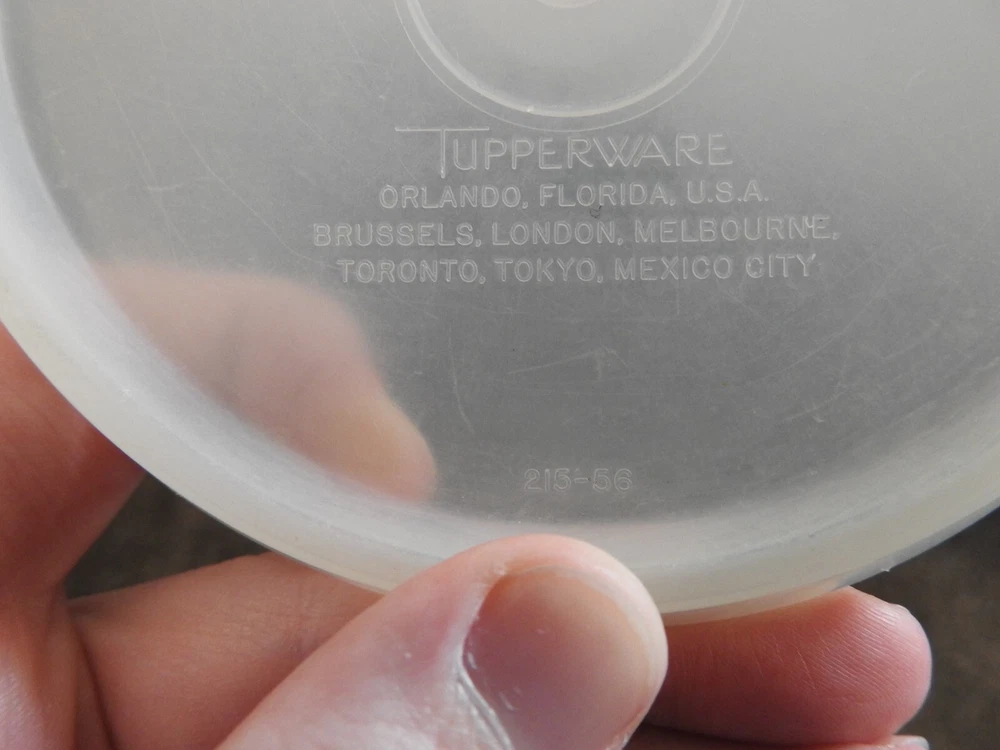 TUPPERWARE
ORLANDO, FLORIDA, U.S.A.
BRUSSELS, LONDON, MELBOURNE,
TORONTO, TOKYO, MEXICO CITY
215-56